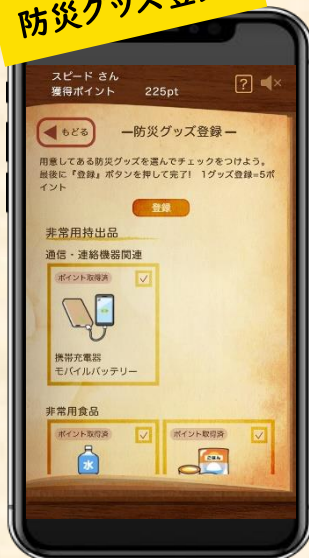 防災グッズ登
スピード さん
獲得ポイント 225pt
?
もどる
ー防災グッズ登録ー
用意してある防災グッズを選んでチェックをつけよう。
最後に『登録』ボタンを押して完了! 1グッズ登録=5ポ
イント
登録
非常用持出品
通信・連絡機器関連
ポイント取得済
携帯充電器
モバイルバッテリー
非常用食品
ポイント取得済 ポイント取得済
水
ごはん